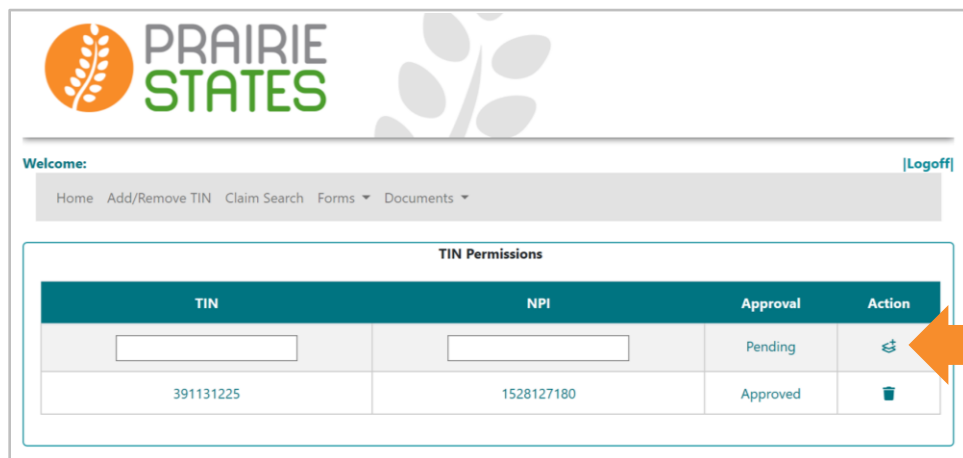 PRAIRIE
STATES
Welcome: |Logoff|
Home Add/Remove TIN Claim Search Forms Documents
TIN Permissions
TIN NPI Approval Action
Pending
391131225 1528127180 Approved